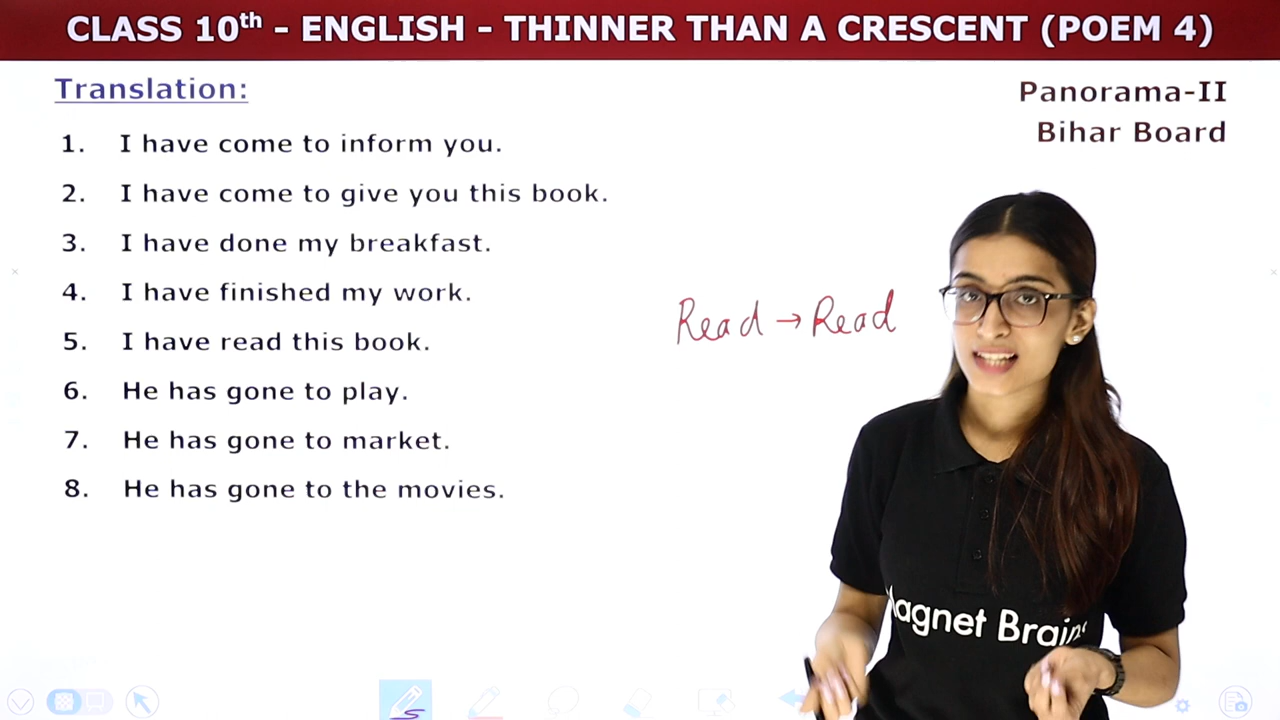 CLASS 10th - ENGLISH - THINNER THAN A CRESCENT (POEM 4)
Translation:
Panorama-II
Bihar Board
1. I have come to inform you.
2. I have come to give you this book.
3. I have done my breakfast.
4. I have finished my work.
5. I have read this book.
6. He has gone to play.
7. He has gone to market.
8. He has gone to the movies.
Read → Read
agnet Brain